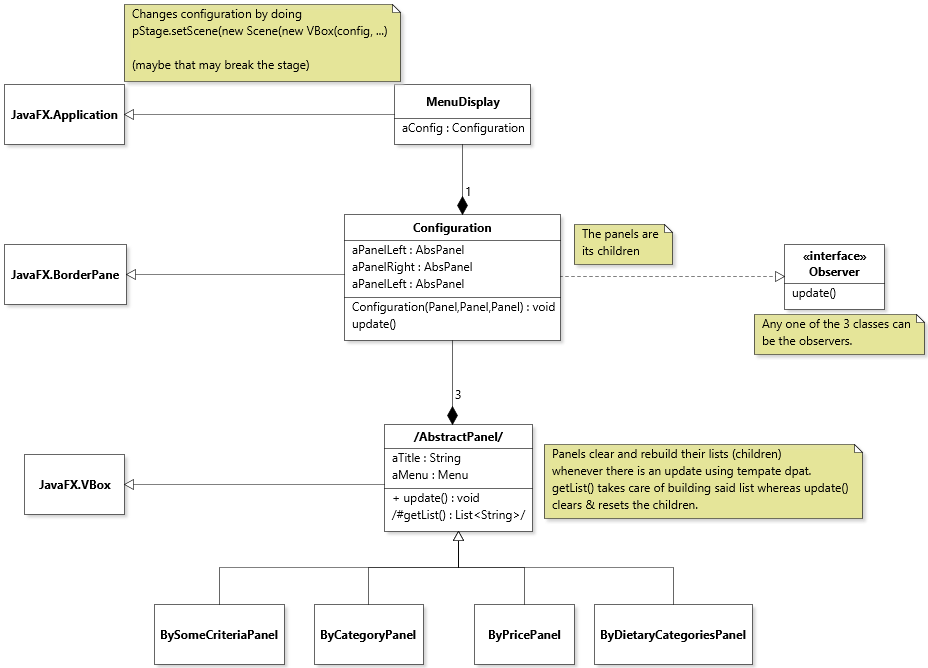 Changes configuration by doing
pStage.setScene(new Scene(new VBox(config, ...)
(maybe that may break the stage)
JavaFX.Application
MenuDisplay
aConfig : Configuration
1
Configuration
aPanelLeft : AbsPanel
aPanelRight : AbsPanel
aPanelLeft : AbsPanel
Configuration(Panel,Panel,Panel) : void
update()
JavaFX.BorderPane
The panels are
its children
«interface»
Observer
update()
Any one of the 3 classes can
be the observers.
3
/AbstractPanel/
aTitle : String
aMenu : Menu
+ update() : void
/#getList() : List<String>/
JavaFX.VBox
Panels clear and rebuild their lists (children)
whenever there is an update using tempate dpat.
getList() takes care of building said list whereas update()
clears & resets the children.
BySomeCriteriaPanel
ByCategoryPanel
ByPricePanel
ByDietaryCategoriesPanel